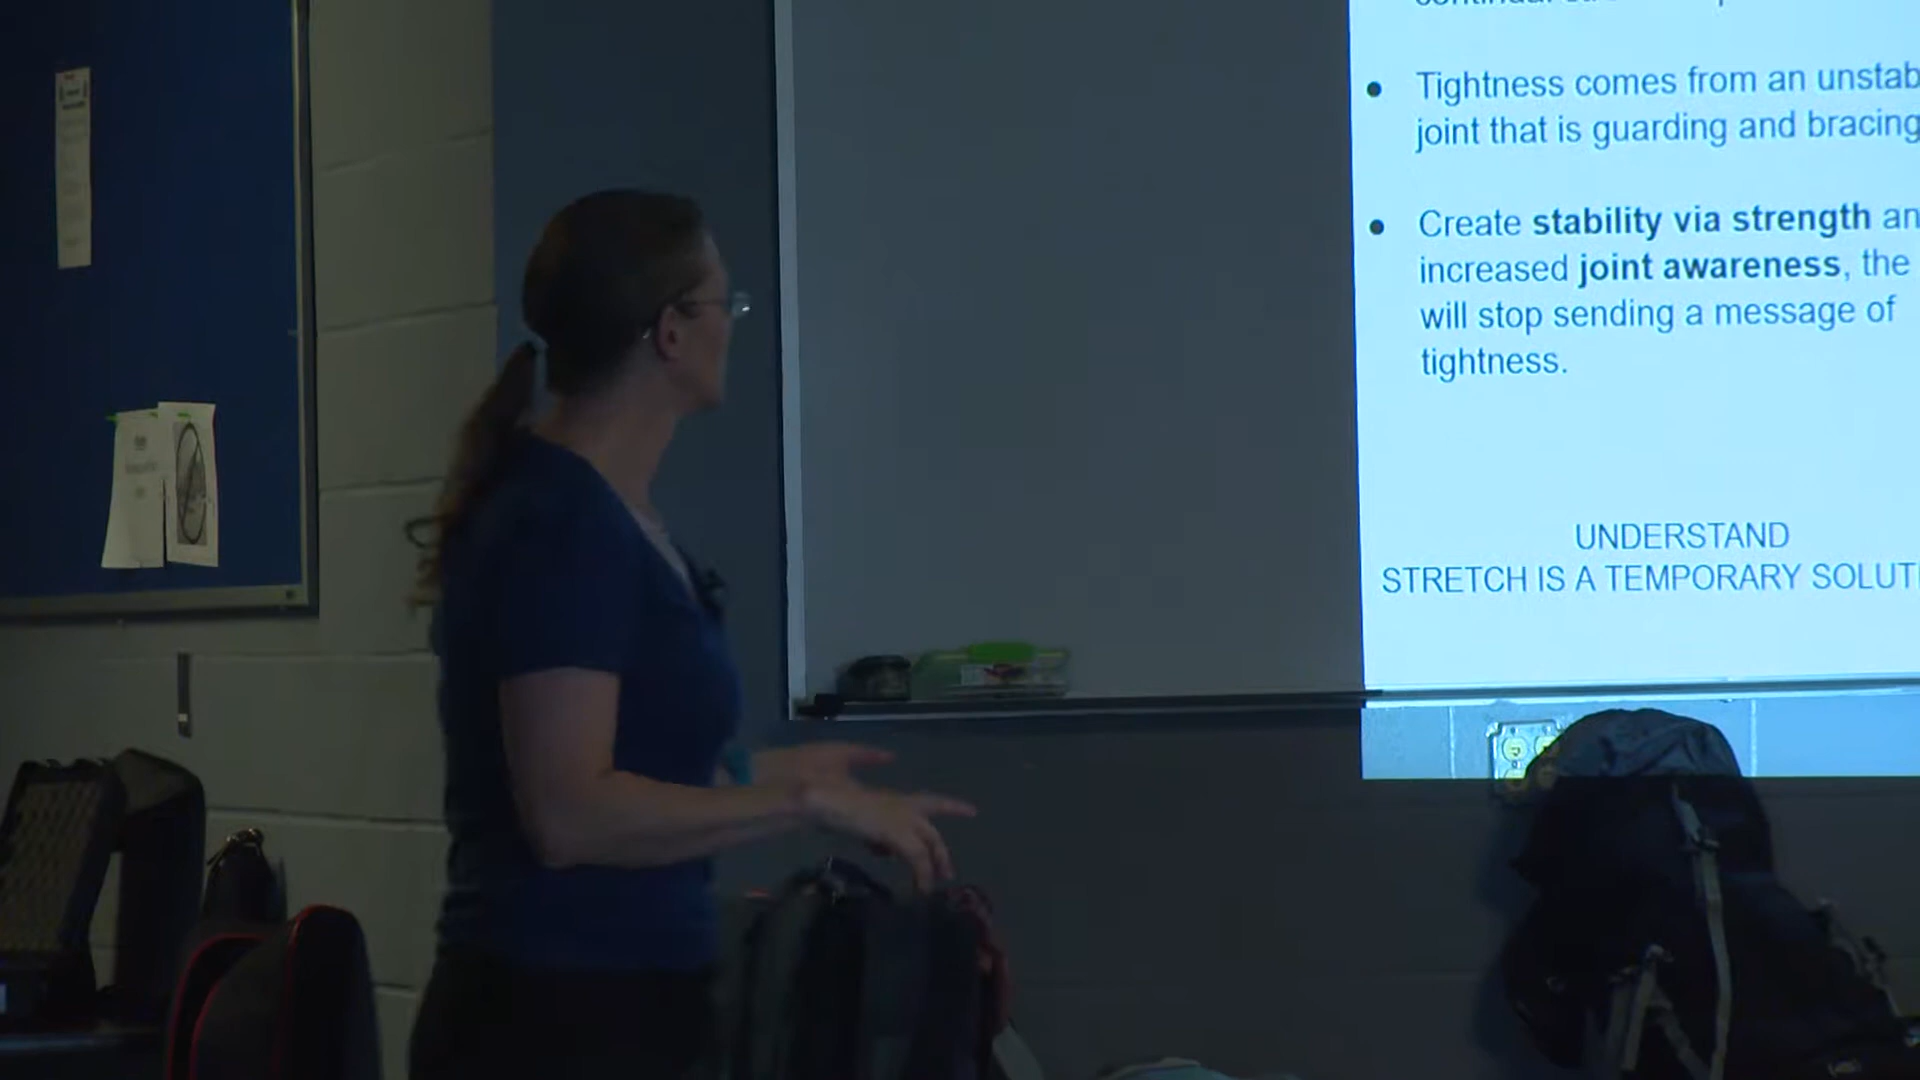 Tightness comes from an unstab
joint that is guarding and bracing
Create stability via strength an
increased joint awareness, the
will stop sending a message of
tightness.
UNDERSTAND
STRETCH IS A TEMPORARY SOLUT